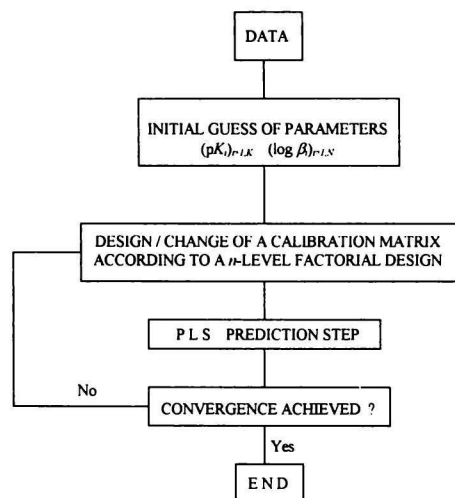 DATA
INITIAL GUESS OF PARAMETERS
(pKᵢ)ᵢ₌₁,K (log βᵢ)ᵢ₌₁,N
DESIGN / CHANGE OF A CALIBRATION MATRIX
ACCORDING TO A n-LEVEL FACTORIAL DESIGN
P L S PREDICTION STEP
No
CONVERGENCE ACHIEVED ?
Yes
E N D